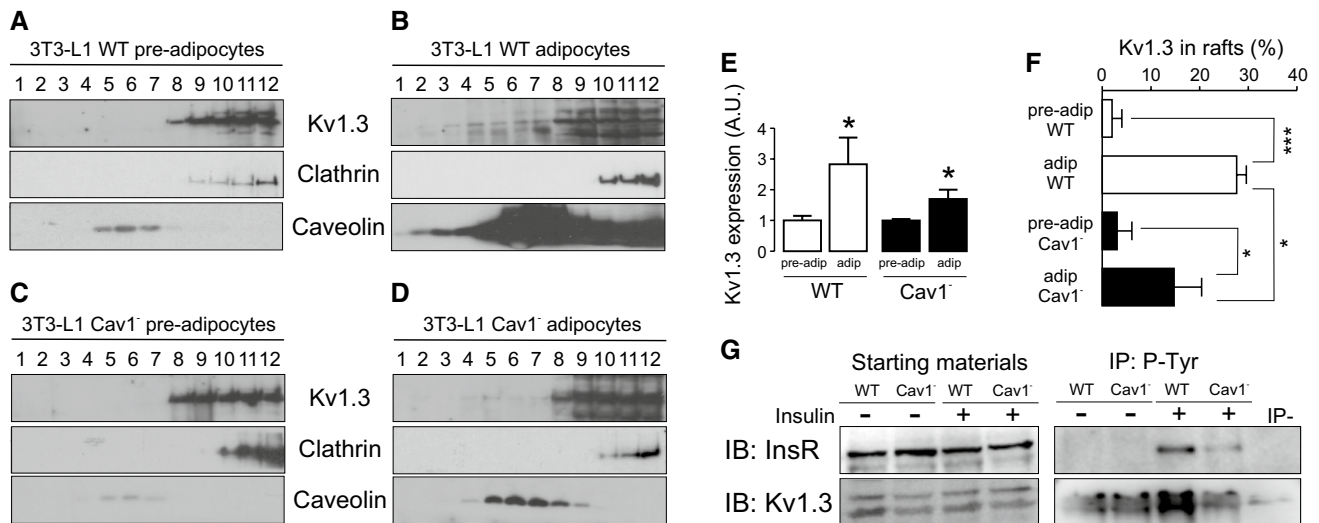 A
3T3-L1 WT pre-adipocytes
1 2 3 4 5 6 7 8 9 10 11 12
B
3T3-L1 WT adipocytes
1 2 3 4 5 6 7 8 9 10 11 12
Kv1.3
Clathrin
Caveolin
C
3T3-L1 Cav1- pre-adipocytes
1 2 3 4 5 6 7 8 9 10 11 12
D
3T3-L1 Cav1- adipocytes
1 2 3 4 5 6 7 8 9 10 11 12
Kv1.3
Clathrin
Caveolin
E
Kv1.3 expression (A.U.)
4
3
2
1
0
* *
pre-adip adip pre-adip adip
WT Cav1-
F
Kv1.3 in rafts (%)
0 10 20 30 40
pre-adip
WT
adip
WT
pre-adip
Cav1-
adip
Cav1-
***
*
*
G
Starting materials IP: P-Tyr
WT Cav1- WT Cav1- WT Cav1- WT Cav1-
Insulin - - + + - - + + IP-
IB: InsR
IB: Kv1.3